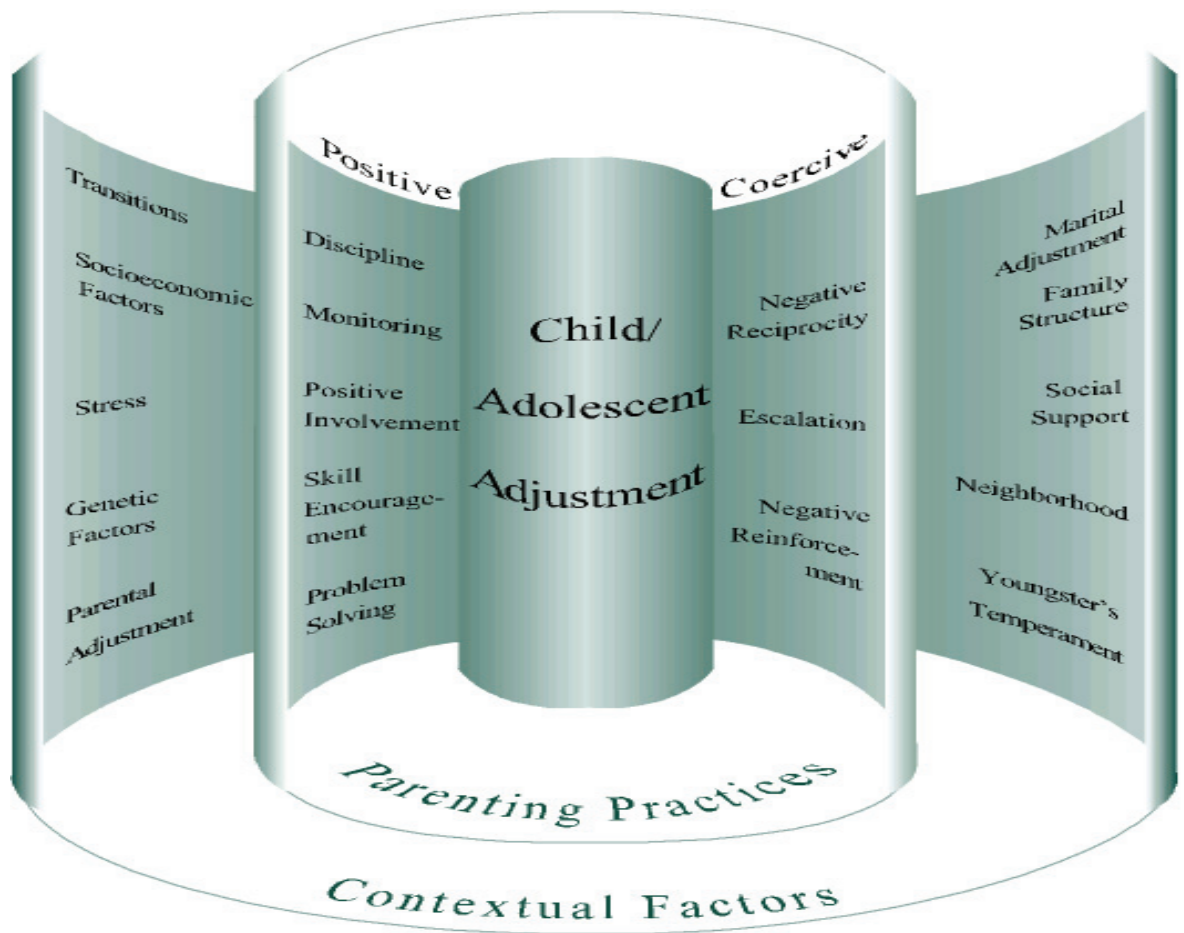 Transitions
Socioeconomic
Factors
Stress
Genetic
Factors
Parental
Adjustment
Positive
Discipline
Monitoring
Positive
Involvement
Skill
Encourage-
ment
Problem
Solving
Child/
Adolescent
Adjustment
Coercive
Negative
Reciprocity
Escalation
Negative
Reinforce-
ment
Marital
Adjustment
Family
Structure
Social
Support
Neighborhood
Youngster's
Temperament
Parenting Practices
Contextual Factors